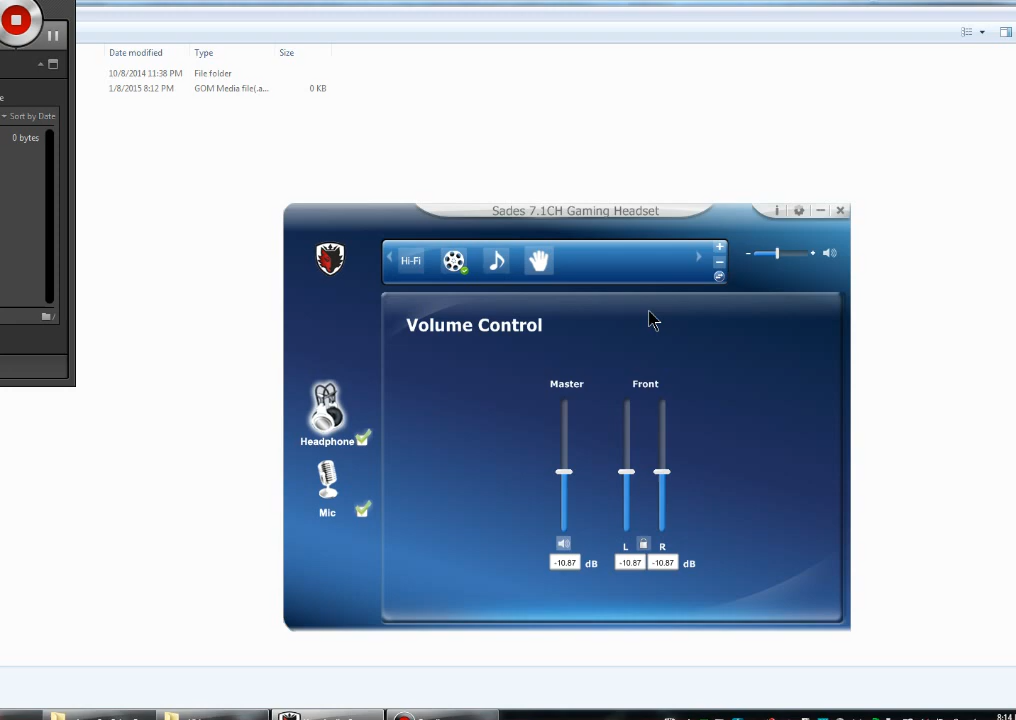 Date modified Type Size
10/8/2014 11:38 PM File folder
1/8/2015 8:12 PM GOM Media file(.a... 0 KB
Sort by Date
0 bytes
Sades 7.1CH Gaming Headset
Hi-Fi
Volume Control
Master Front
Headphone
Mic
L R
-10.87 dB -10.87 -10.87 dB
8:14